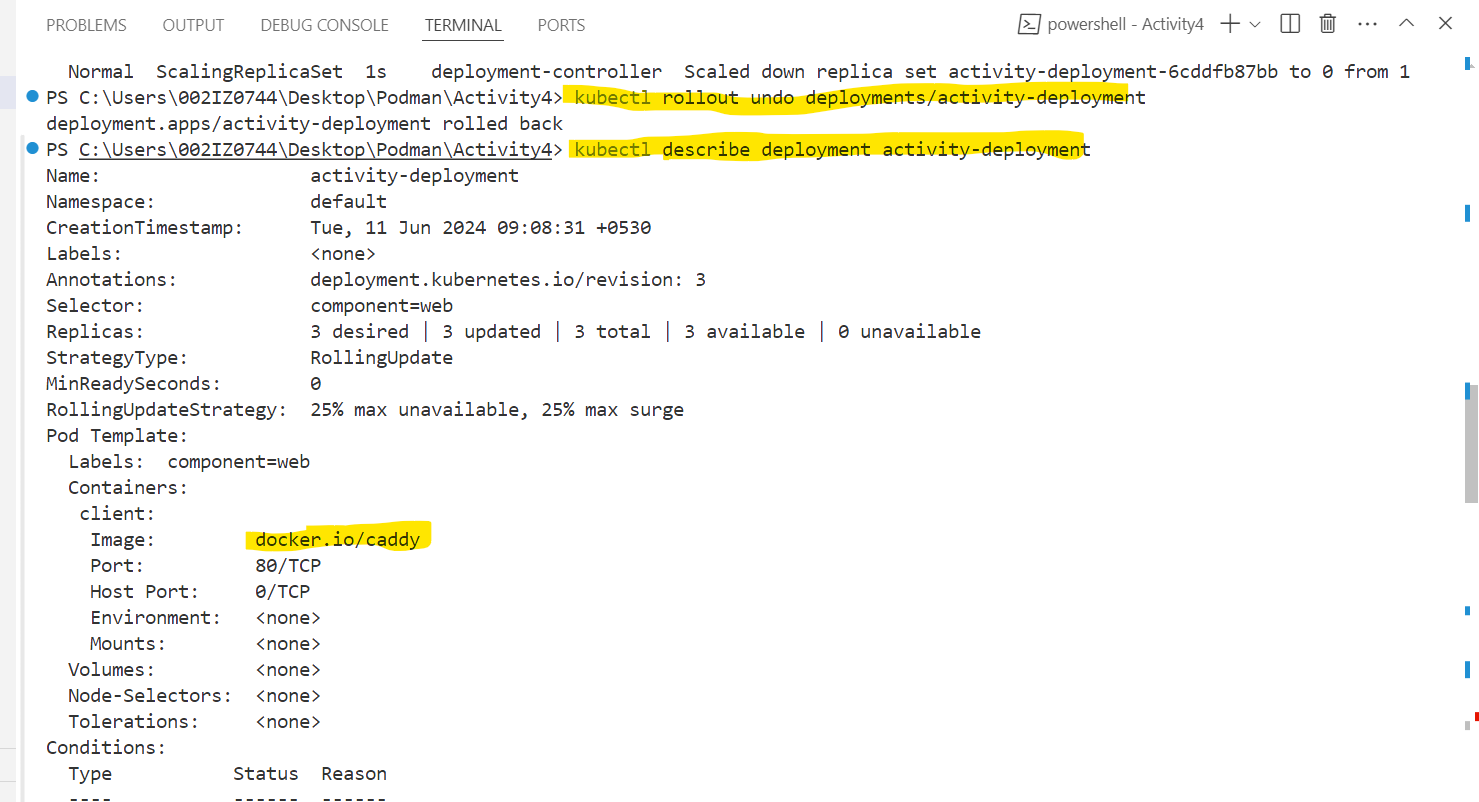 PROBLEMS OUTPUT DEBUG CONSOLE TERMINAL PORTS powershell - Activity4
Normal ScalingReplicaSet 1s deployment-controller Scaled down replica set activity-deployment-6cddfb87bb to 0 from 1
PS C:\Users\002IZ0744\Desktop\Podman\Activity4> kubectl rollout undo deployments/activity-deployment
deployment.apps/activity-deployment rolled back
PS C:\Users\002IZ0744\Desktop\Podman\Activity4> kubectl describe deployment activity-deployment
Name: activity-deployment
Namespace: default
CreationTimestamp: Tue, 11 Jun 2024 09:08:31 +0530
Labels: <none>
Annotations: deployment.kubernetes.io/revision: 3
Selector: component=web
Replicas: 3 desired | 3 updated | 3 total | 3 available | 0 unavailable
StrategyType: RollingUpdate
MinReadySeconds: 0
RollingUpdateStrategy: 25% max unavailable, 25% max surge
Pod Template:
Labels: component=web
Containers:
client:
Image: docker.io/caddy
Port: 80/TCP
Host Port: 0/TCP
Environment: <none>
Mounts: <none>
Volumes: <none>
Node-Selectors: <none>
Tolerations: <none>
Conditions:
Type Status Reason
---- ------ ------